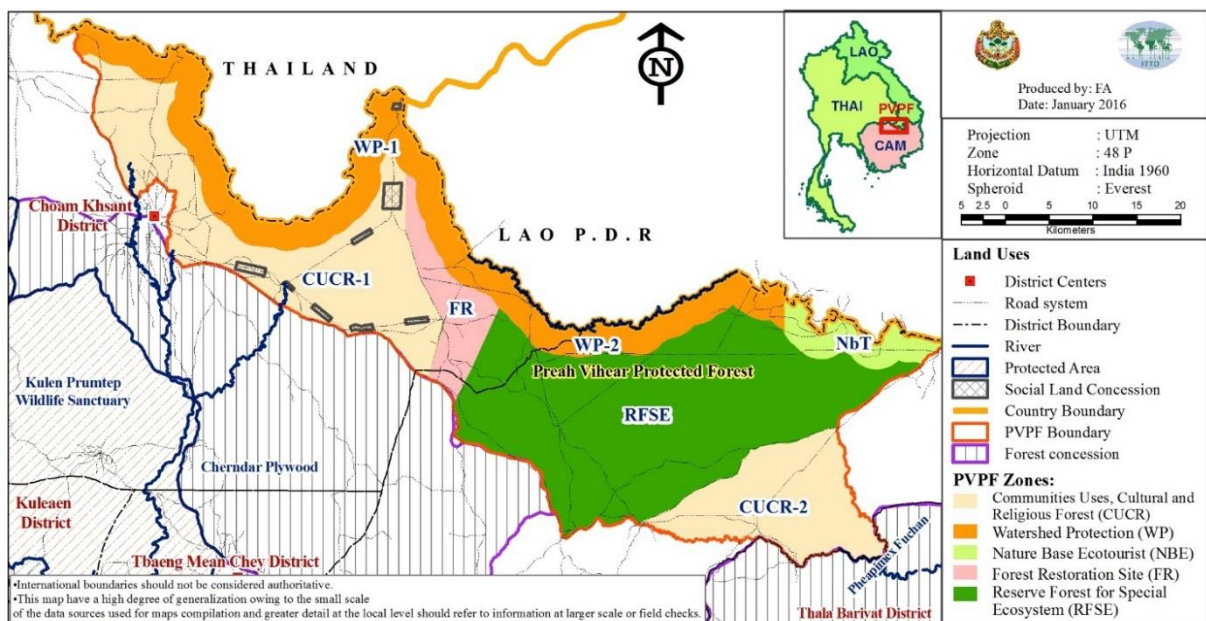 THAILAND
LAO P.D.R
N
WP-1
Choam Khsant
District
CUCR-1
FR
WP-2
NbT
Preah Vihear Protected Forest
RFSE
CUCR-2
Kulen Prumtep
Wildlife Sanctuary
Cherndar Plywood
Kuleaen
District
Tbaeng Mean Chey District
Pheapimex Fuchan
Thala Barivat District
•International boundaries should not be considered authoritative.
•This map have a high degree of generalization owing to the small scale
of the data sources used for maps compilation and greater detail at the local level should refer to information at larger scale or field checks.
LAO
THAI
PVPF
CAM
ITTO
Produced by: FA
Date: January 2016
Projection : UTM
Zone : 48 P
Horizontal Datum : India 1960
Spheroid : Everest
5 2.5 0 5 10 15 20
Kilometers
Land Uses
District Centers
Road system
District Boundary
River
Protected Area
Social Land Concession
Country Boundary
PVPF Boundary
Forest concession
PVPF Zones:
Communities Uses, Cultural and
Religious Forest (CUCR)
Watershed Protection (WP)
Nature Base Ecotourist (NBE)
Forest Restoration Site (FR)
Reserve Forest for Special
Ecosystem (RFSE)